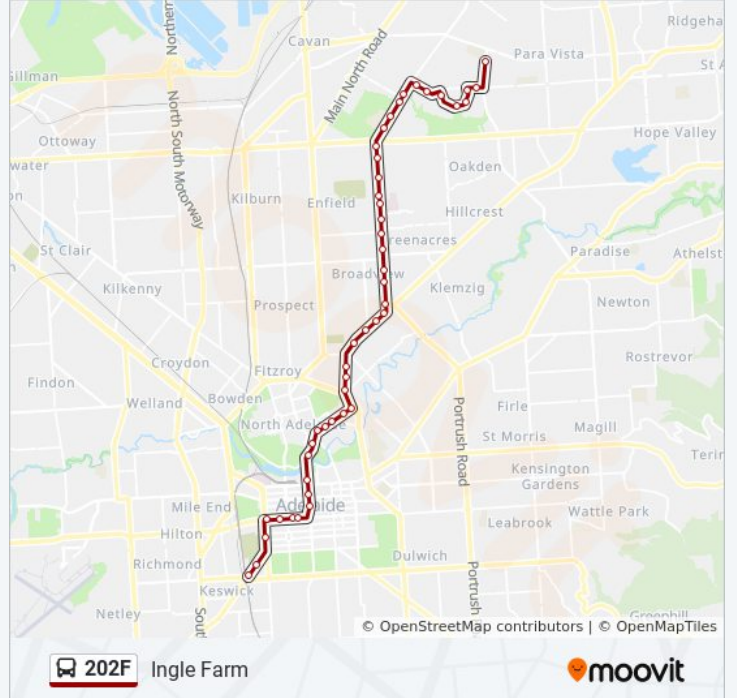 Ridgeha
Northern
Cavan
Main North Road
Para Vista
St A
Gillman
North South Motorway
Ottoway
Hope Valley
water
Oakden
on
Kilburn
Enfield
Hillcrest
reenacres
St Clair
Paradise
Athelst
Broadview
Kilkenny
Klemzig
Newton
Prospect
Croydon
Rostrevor
Fitzroy
Findon
Bowden
Welland
Portrush Road
Firle
North Adelaide
Magill
St Morris
Terin
Kensington
Gardens
Mile End
Adelaide
Wattle Park
Leabrook
Hilton
Dulwich
Richmond
Portrush
Keswick
Netley
South
Greenhill
© OpenStreetMap contributors | © OpenMapTiles
202F Ingle Farm
moovit